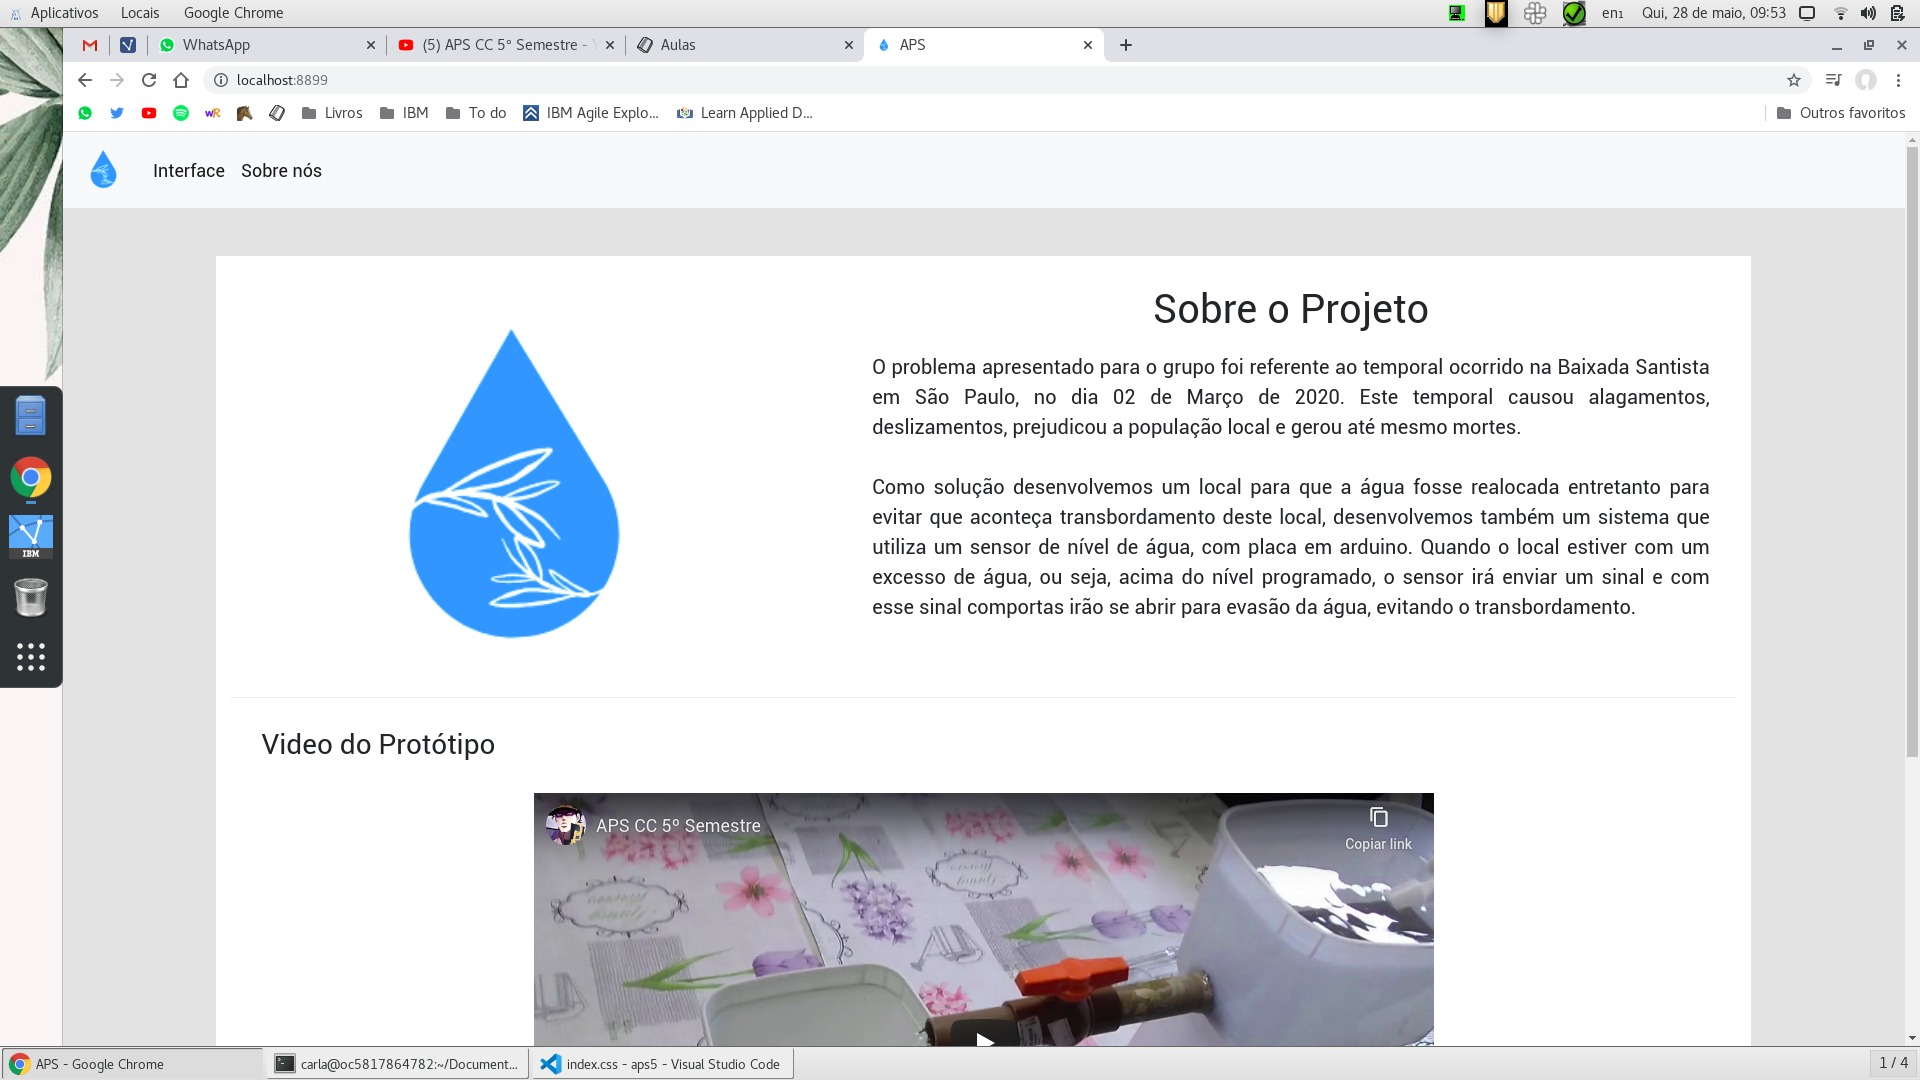 Aplicativos Locais Google Chrome en₁ Qui, 28 de maio, 09:53
WhatsApp (5) APS CC 5° Semestre - Aulas APS
localhost:8899
Livros IBM To do IBM Agile Explo... Learn Applied D... Outros favoritos
Interface Sobre nós
Sobre o Projeto
O problema apresentado para o grupo foi referente ao temporal ocorrido na Baixada Santista
em São Paulo, no dia 02 de Março de 2020. Este temporal causou alagamentos,
deslizamentos, prejudicou a população local e gerou até mesmo mortes.
Como solução desenvolvemos um local para que a água fosse realocada entretanto para
evitar que aconteça transbordamento deste local, desenvolvemos também um sistema que
utiliza um sensor de nível de água, com placa em arduino. Quando o local estiver com um
excesso de água, ou seja, acima do nível programado, o sensor irá enviar um sinal e com
esse sinal comportas irão se abrir para evasão da água, evitando o transbordamento.
IBM
Video do Protótipo
APS CC 5º Semestre
Copiar link
APS - Google Chrome carla@oc5817864782:~/Document... index.css - aps5 - Visual Studio Code 1 / 4